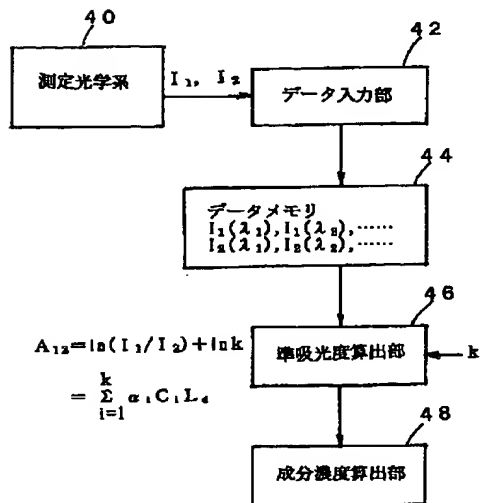 40
測定光学系
I₁, I₂
42
データ入力部
44
データメモリ
I₁(λ₁),I₁(λ₂),……
I₂(λ₁),I₂(λ₂),……
46
A₁₂=ln(I₁/I₂)+lnk
準吸光度算出部
k
= Σ αᵢCᵢL_d
k
i=1
48
成分濃度算出部